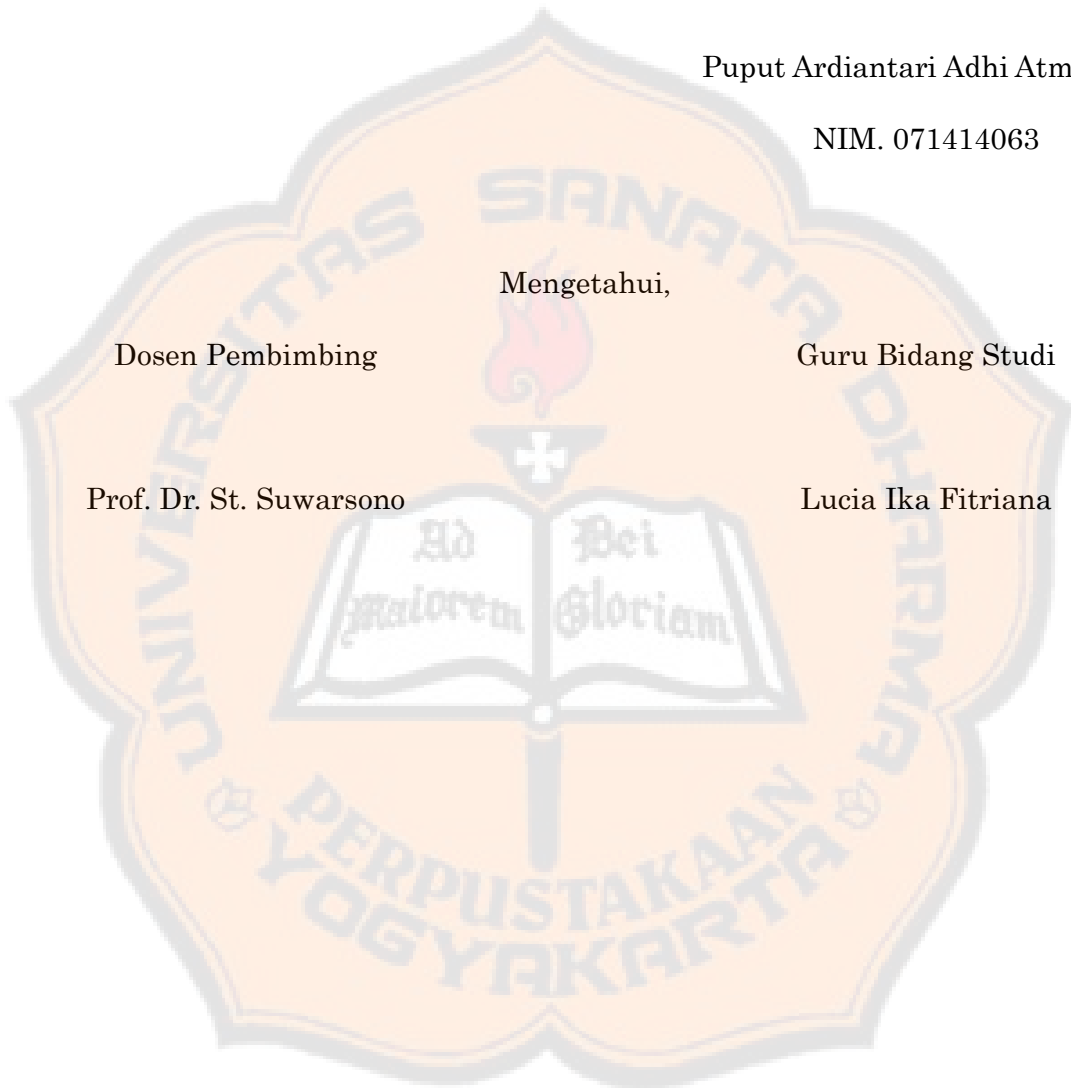 Puput Ardiantari Adhi Atm
NIM. 071414063
UNIVERSITAS SANATA DHARMA
Mengetahui,
Dosen Pembimbing Guru Bidang Studi
Prof. Dr. St. Suwarsono Lucia Ika Fitriana
Ad Dei
Maiorem Gloriam
PERPUSTAKAAN
YOGYAKARTA